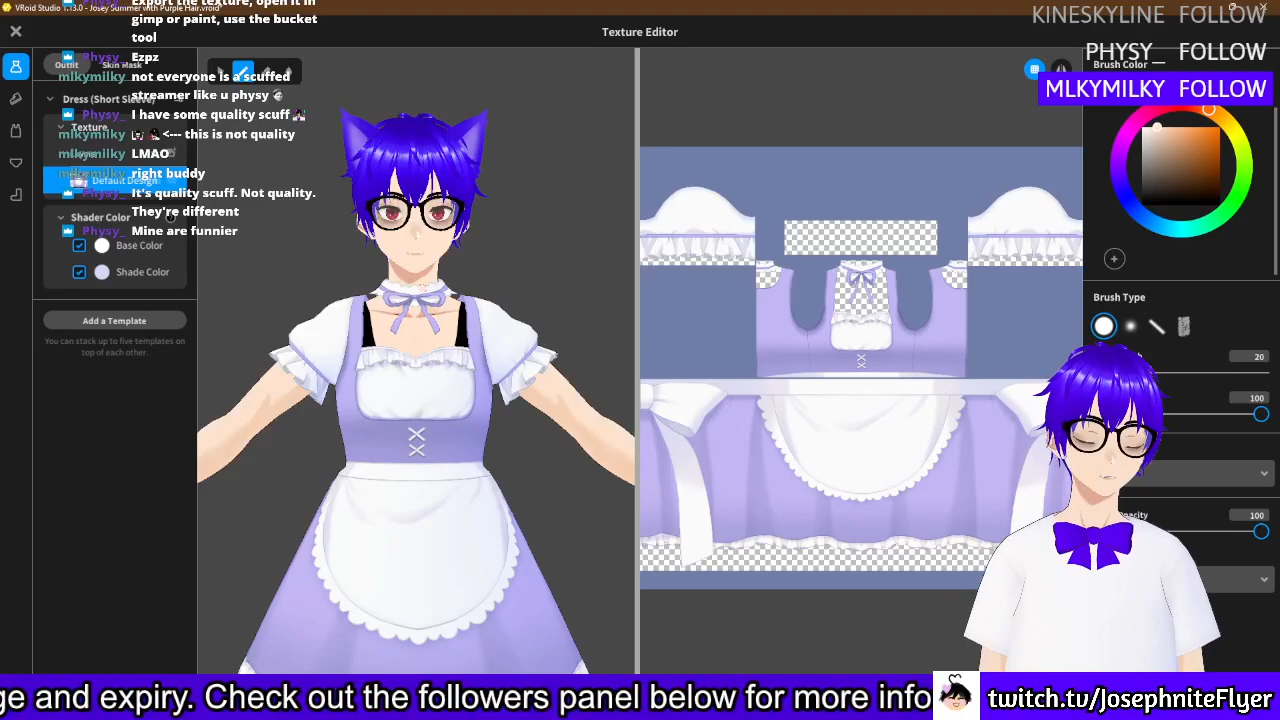 VRoid Studio 1.13.0 - Josey Summer with Purple Hair.vroid*
Texture Editor
Export the texture, open it in
gimp or paint, use the bucket
tool
Physy_ Ezpz
mlkymilky not everyone is a scuffed
streamer like u physy
Physy_ I have some quality scuff
mlkymilky <--- this is not quality
mlkymilky LMAO
mlkymilky right buddy
Physy_ It's quality scuff. Not quality.
They're different
Physy_ Mine are funnier
Outfit
Skin Mask
Dress (Short Sleeve)
Texture
Default Design
Shader Color
Base Color
Shade Color
Add a Template
You can stack up to five templates on
top of each other.
KINESKYLINE FOLLOW
PHYSY_ FOLLOW
MLKYMILKY FOLLOW
Brush Color
Brush Type
20
100
Opacity
100
ge and expiry. Check out the followers panel below for more info
twitch.tv/JosephniteFlyer